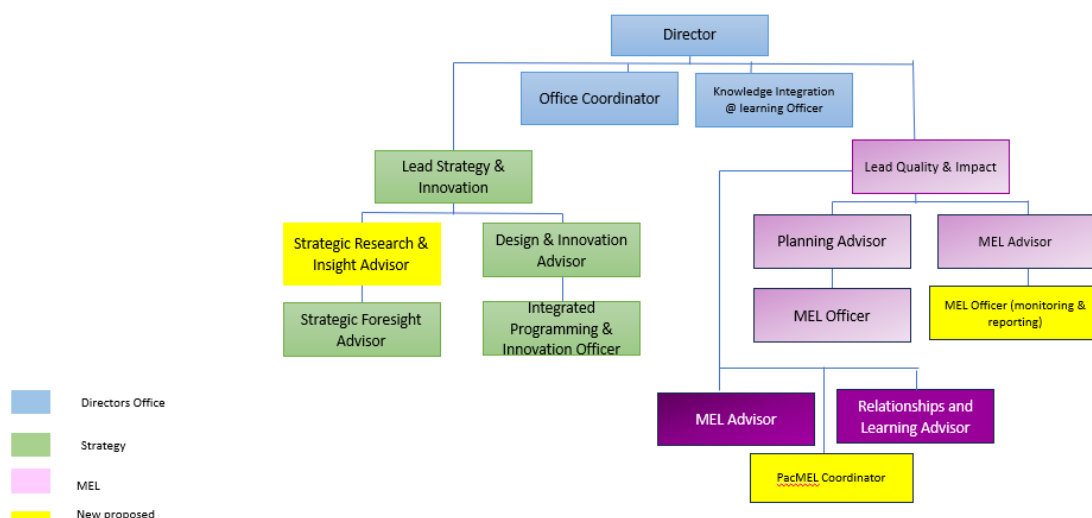 Director
Office Coordinator
Knowledge Integration
@ learning Officer
Lead Strategy &
Innovation
Lead Quality & Impact
Strategic Research &
Insight Advisor
Design & Innovation
Advisor
Planning Advisor
MEL Advisor
Strategic Foresight
Advisor
Integrated
Programming &
Innovation Officer
MEL Officer
MEL Officer (monitoring &
reporting)
MEL Advisor
Relationships and
Learning Advisor
PacMEL Coordinator
Directors Office
Strategy
MEL
New proposed